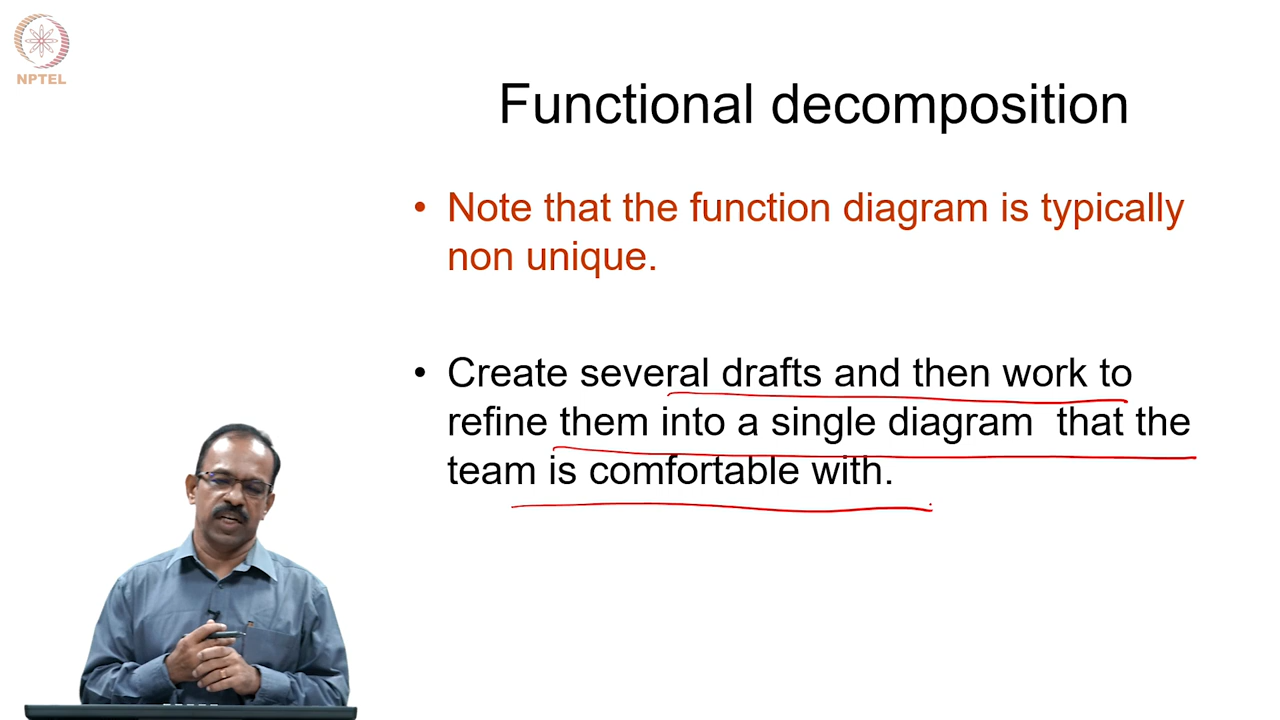 NPTEL
Functional decomposition
• Note that the function diagram is typically
non unique.
• Create several drafts and then work to
refine them into a single diagram that the
team is comfortable with.